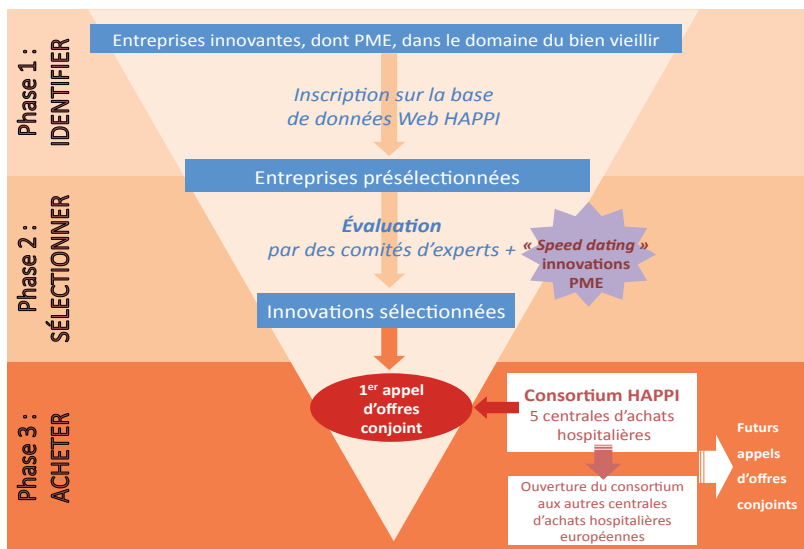 Phase 1 :
IDENTIFIER
Entreprises innovantes, dont PME, dans le domaine du bien vieillir
Inscription sur la base
de données Web HAPPI
Entreprises présélectionnées
Phase 2 :
SÉLECTIONNER
Évaluation
par des comités d’experts +
« Speed dating »
innovations
PME
Innovations sélectionnées
Phase 3 :
ACHETER
1er appel
d’offres
conjoint
Consortium HAPPI
5 centrales d’achats
hospitalières
Ouverture du consortium
aux autres centrales
d’achats hospitalières
européennes
Futurs
appels
d’offres
conjoints